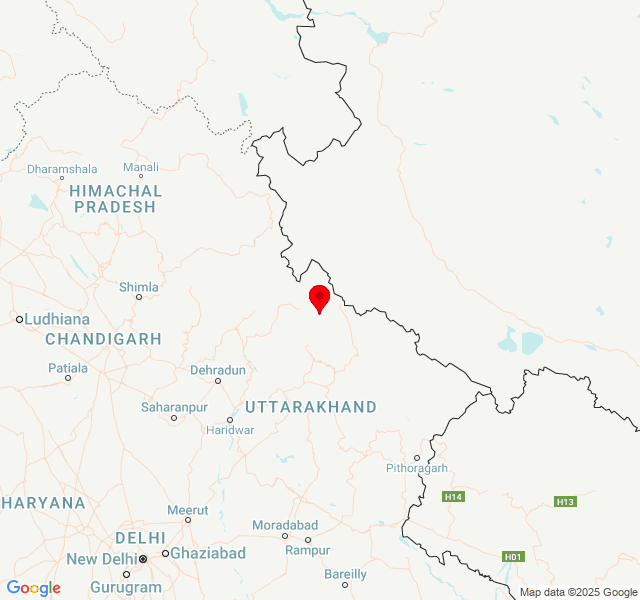 Dharamshala
Manali
HIMACHAL
PRADESH
Shimla
Ludhiana
CHANDIGARH
Patiala
Dehradun
Saharanpur
UTTARAKHAND
Haridwar
Pithoragarh
HARYANA
H14
H13
Meerut
Moradabad
DELHI
Rampur
New Delhi
Ghaziabad
H01
Gurugram
Bareilly
Google
Map data ©2025 Google